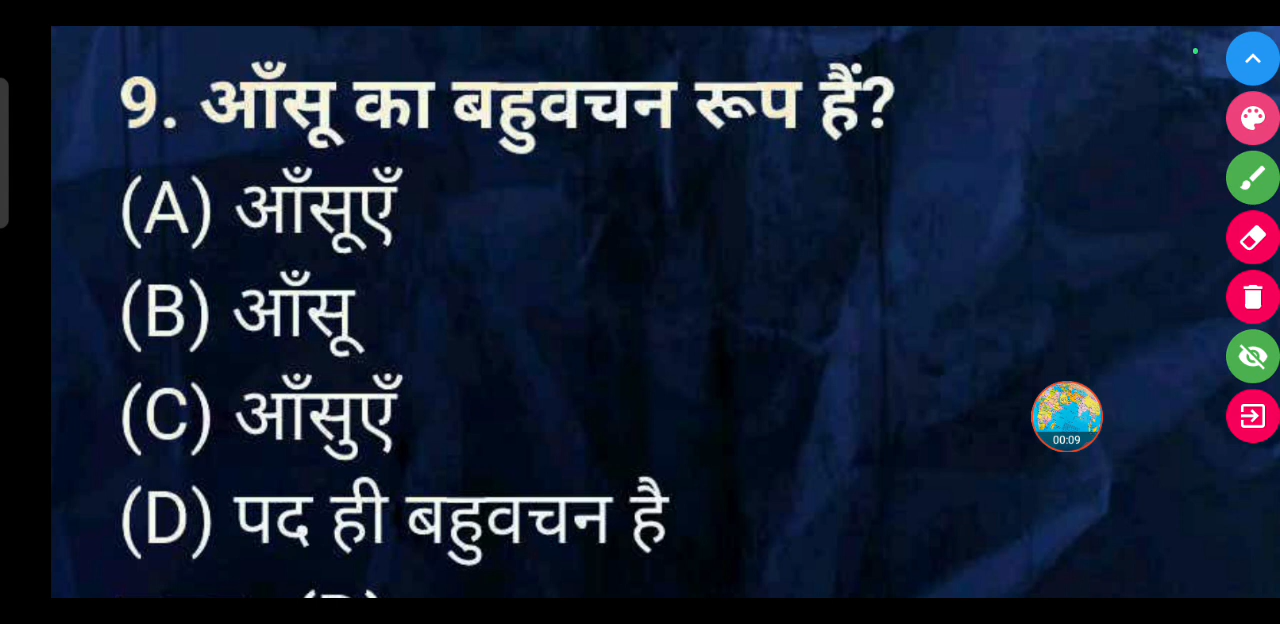 9. आँसू का बहुवचन रूप हैं?
(A) आँसूएँ
(B) आँसू
(C) आँसुएँ
(D) पद ही बहुवचन है
00:09